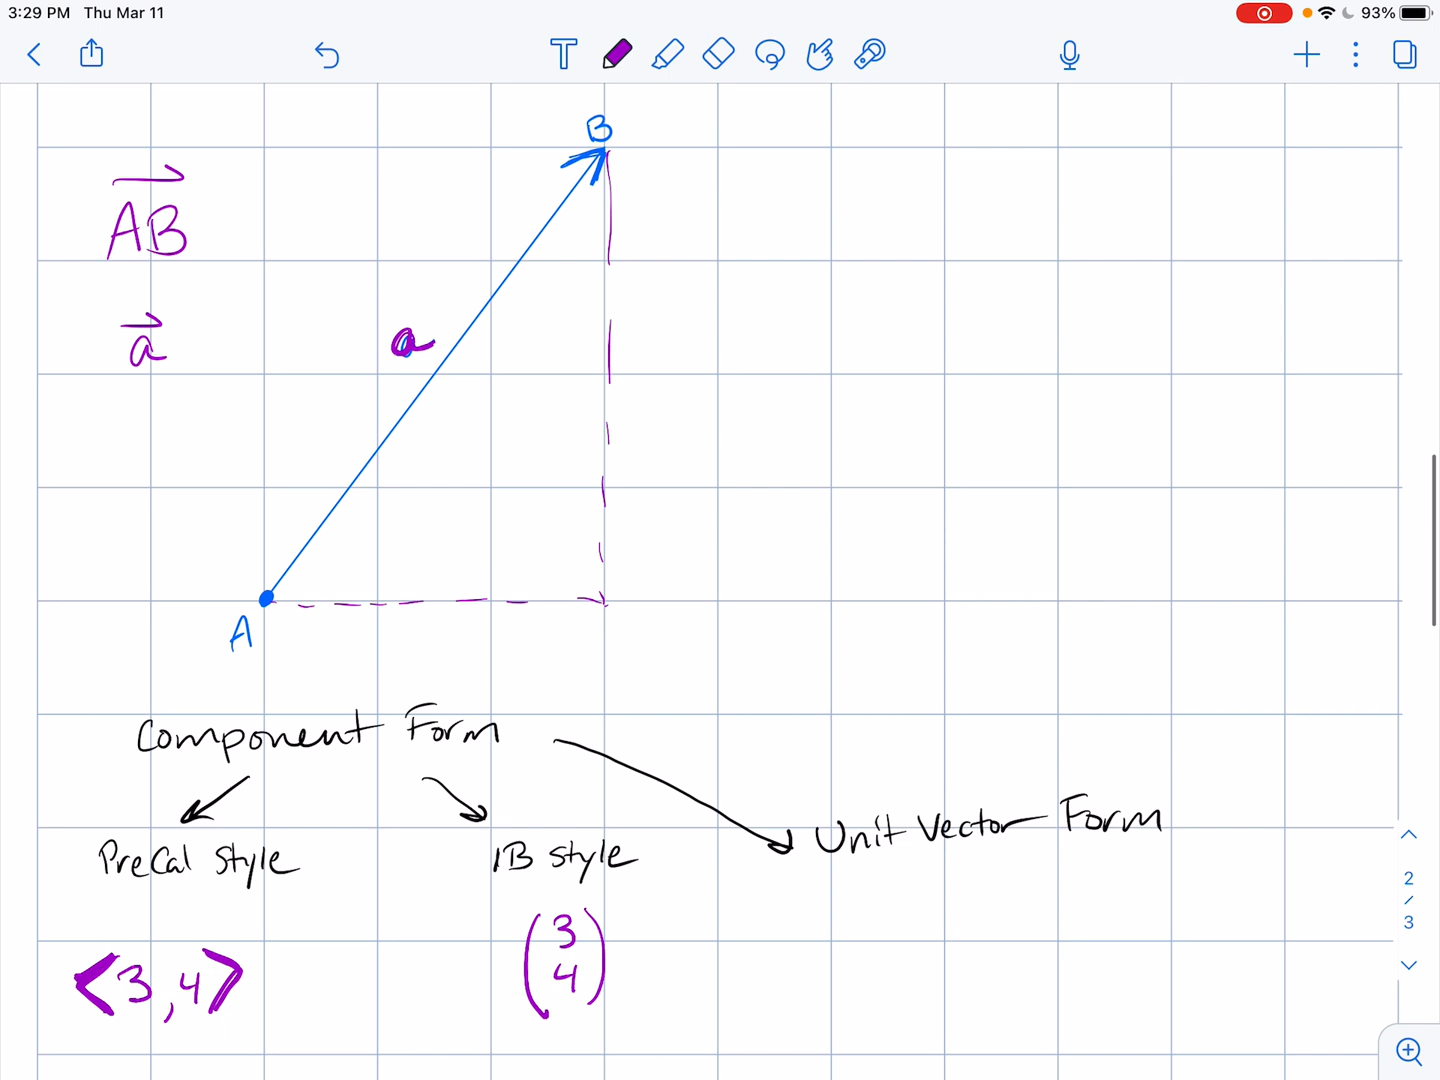 3:29 PM Thu Mar 11
93%
B
AB
a
a
A
Component Form
PreCal Style
IB Style
Unit Vector Form
<3,4>
3
4
2
/
3